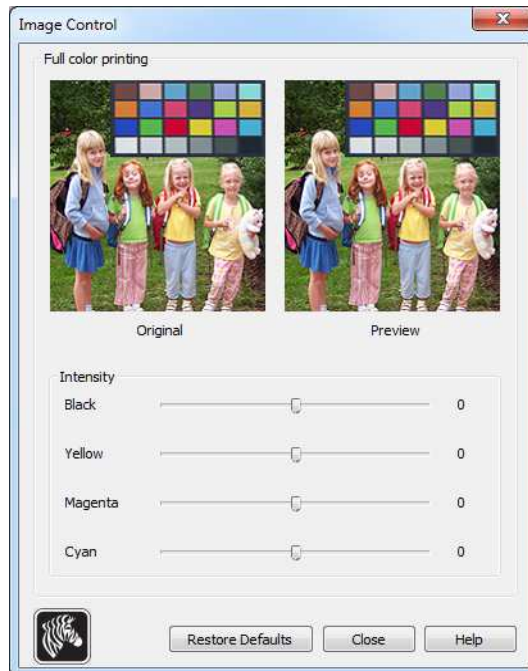 Image Control
Full color printing
Original Preview
Intensity
Black 0
Yellow 0
Magenta 0
Cyan 0
Restore Defaults Close Help